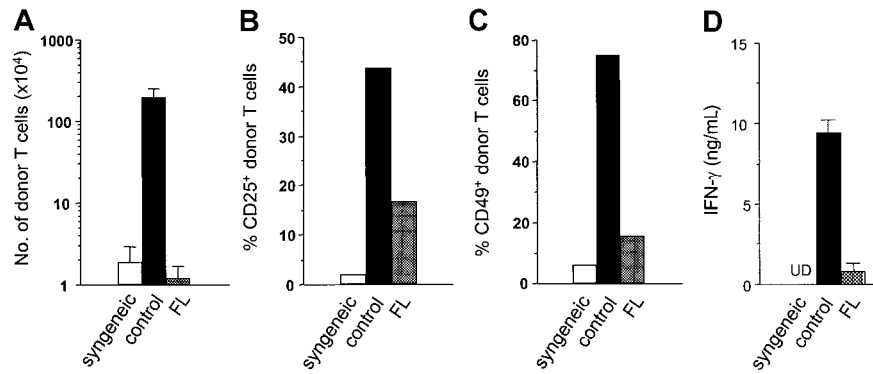 A
No. of donor T cells (x10⁴)
1000
100
10
1
syngeneic
control
FL
B
% CD25⁺ donor T cells
50
40
30
20
10
0
syngeneic
control
FL
C
% CD49⁺ donor T cells
80
60
40
20
0
syngeneic
control
FL
D
IFN-γ (ng/mL)
15
10
5
0
UD
syngeneic
control
FL